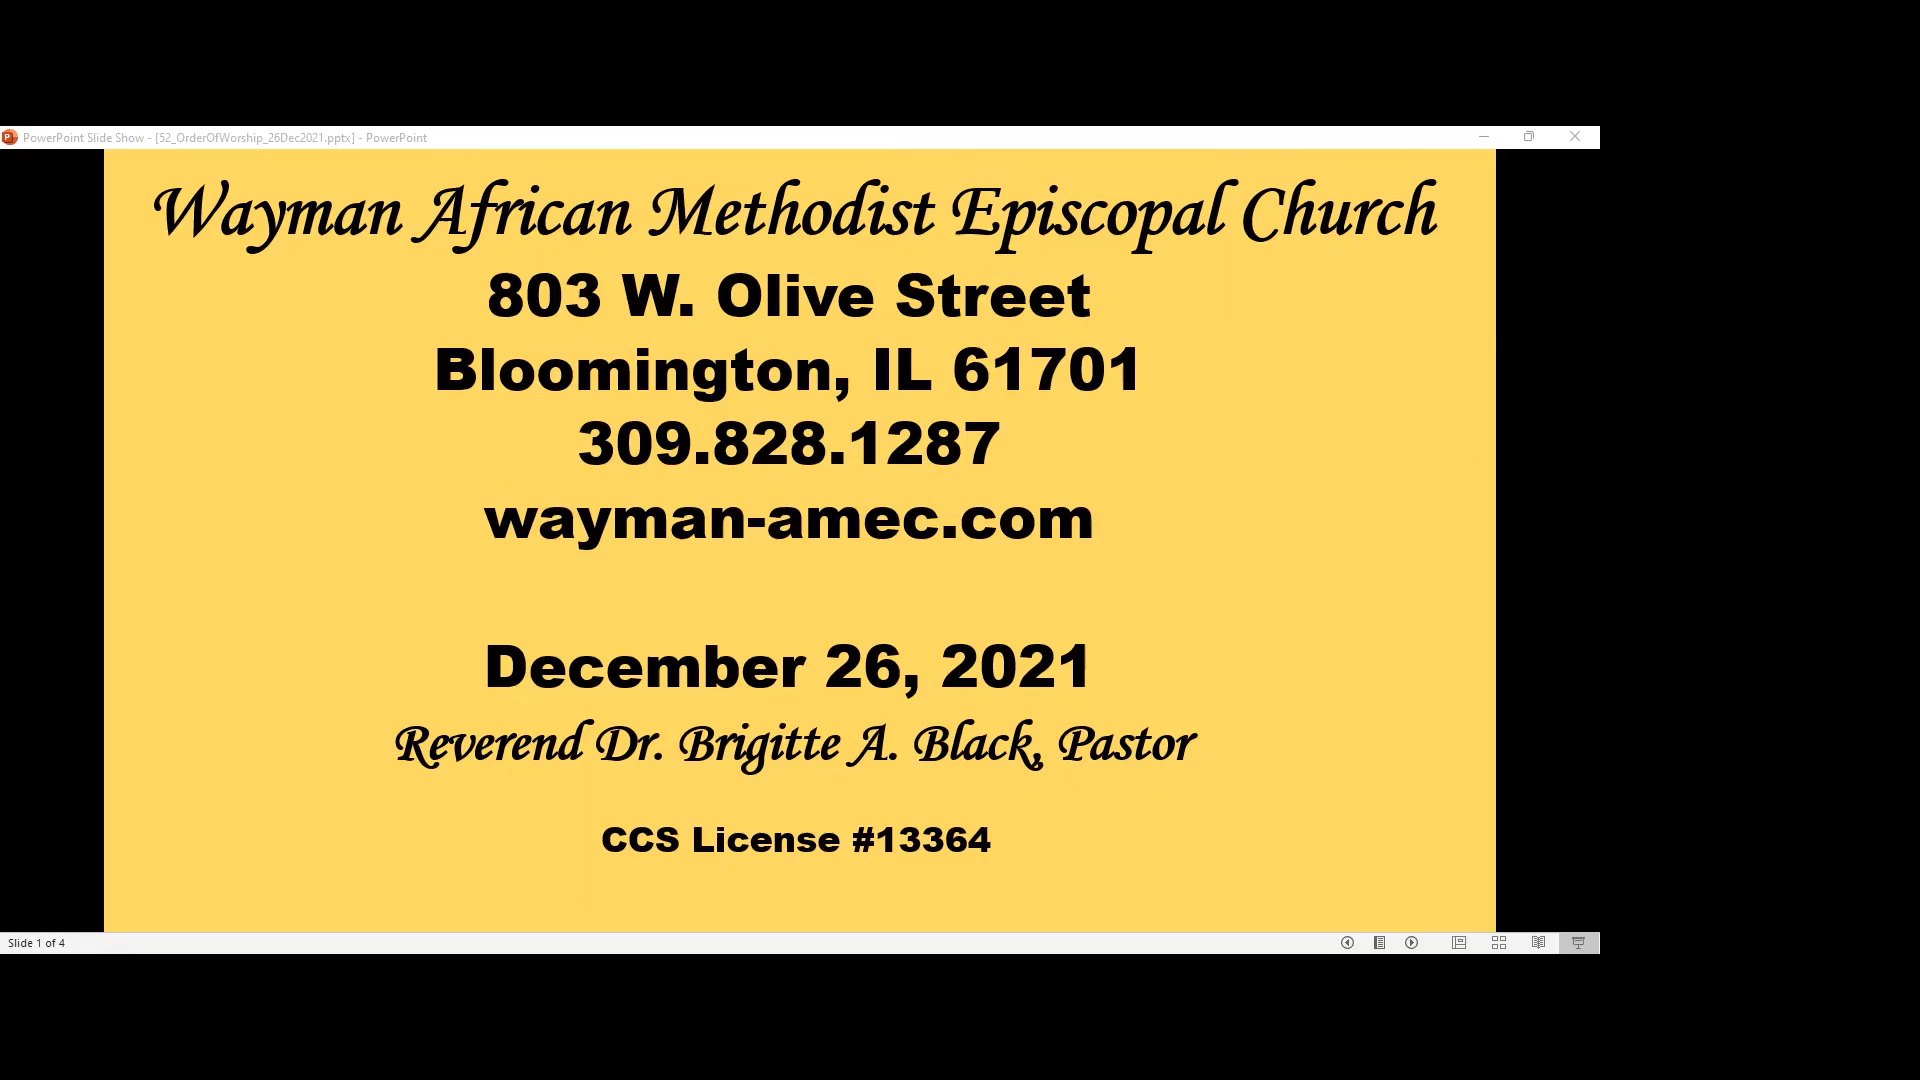 PowerPoint Slide Show - [52_OrderOfWorship_26Dec2021.pptx] - PowerPoint
Wayman African Methodist Episcopal Church
803 W. Olive Street
Bloomington, IL 61701
309.828.1287
wayman-amec.com
December 26, 2021
Reverend Dr. Brigitte A. Black, Pastor
CCS License #13364
Slide 1 of 4